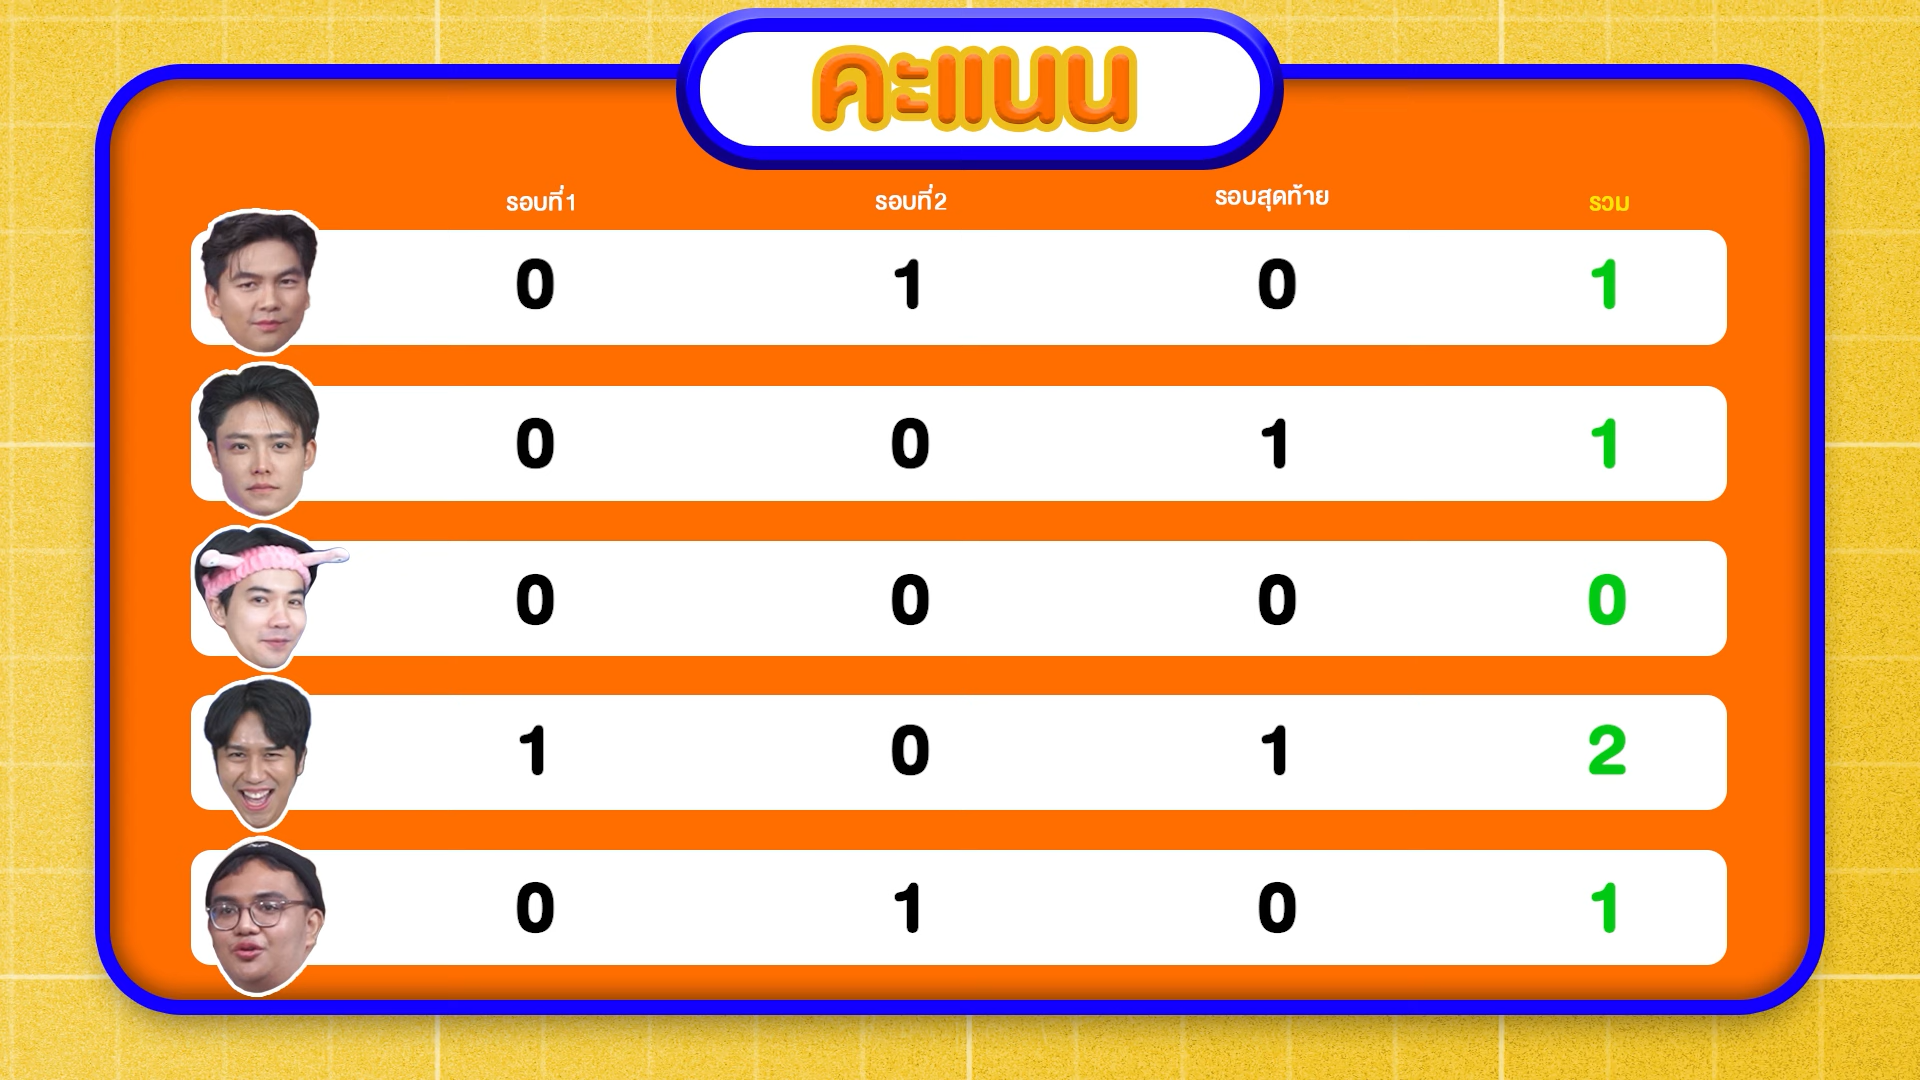 คะแนน
รอบที่1 รอบที่2 รอบสุดท้าย รวม
0 1 0 1
0 0 1 1
0 0 0 0
1 0 1 2
0 1 0 1